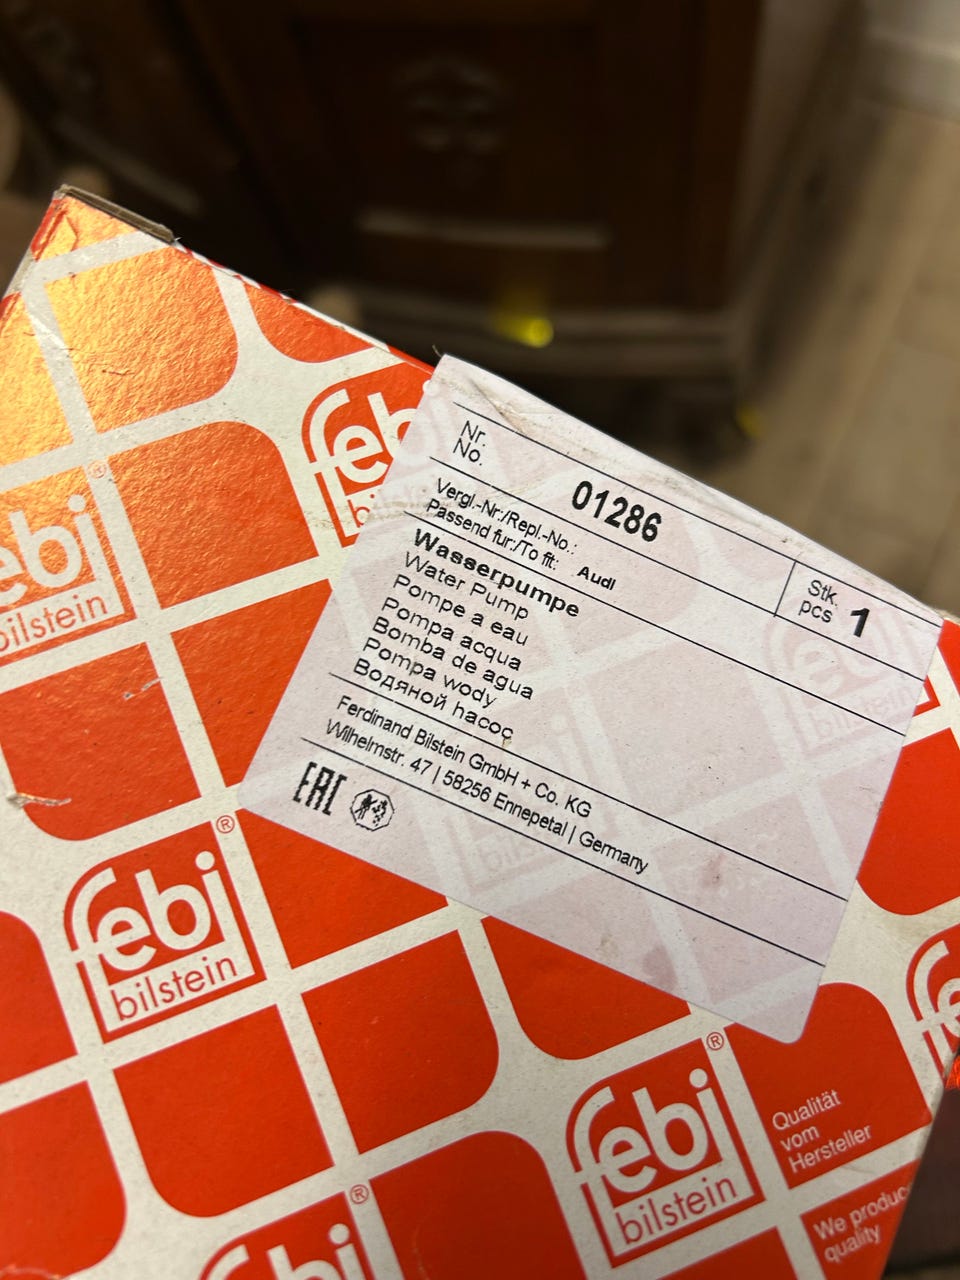 Nr.
No.
01286
Vergl.-Nr./Repl.-No.:
Passend fur:/To fit: Audi
Stk.
pcs 1
Wasserpumpe
Water Pump
Pompe a eau
Pompa acqua
Bomba de agua
Pompa wody
Водяной hacoc
Ferdinand Bilstein GmbH + Co. KG
Wilhelmstr. 47 | 58256 Ennepetal | Germany
EAC
febi
bilstein
febi
bilstein
febi ®
bilstein
febi ®
bilstein
febi ®
Qualität
vom
Hersteller
We produce
quality